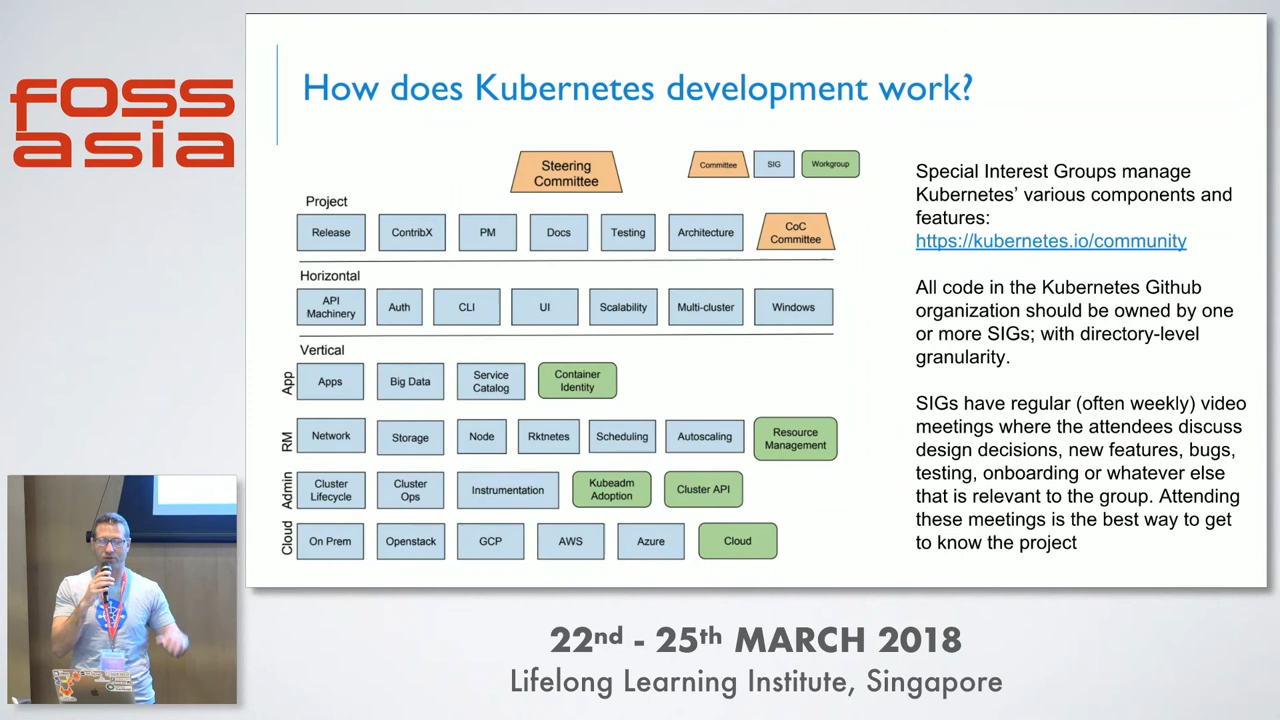 foss
asia
How does Kubernetes development work?
Steering
Committee
Committee
SIG
Workgroup
Project
Release
ContribX
PM
Docs
Testing
Architecture
CoC
Committee
Horizontal
API
Machinery
Auth
CLI
UI
Scalability
Multi-cluster
Windows
Vertical
App
Apps
Big Data
Service
Catalog
Container
Identity
RM
Network
Storage
Node
Rktnetes
Scheduling
Autoscaling
Resource
Management
Admin
Cluster
Lifecycle
Cluster
Ops
Instrumentation
Kubeadm
Adoption
Cluster API
Cloud
On Prem
Openstack
GCP
AWS
Azure
Cloud
Special Interest Groups manage
Kubernetes’ various components and
features:
https://kubernetes.io/community
All code in the Kubernetes Github
organization should be owned by one
or more SIGs; with directory-level
granularity.
SIGs have regular (often weekly) video
meetings where the attendees discuss
design decisions, new features, bugs,
testing, onboarding or whatever else
that is relevant to the group. Attending
these meetings is the best way to get
to know the project
22nd - 25th MARCH 2018
Lifelong Learning Institute, Singapore